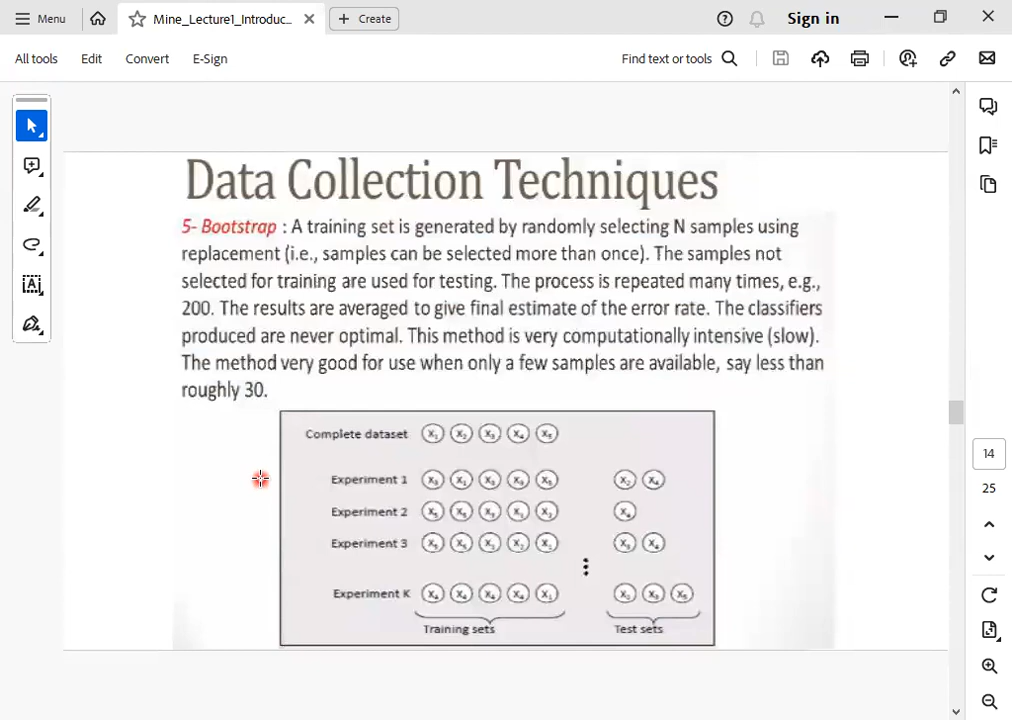 Menu
Mine_Lecture1_Introduc...
Create
Sign in
All tools
Edit
Convert
E-Sign
Find text or tools
Data Collection Techniques
5- Bootstrap : A training set is generated by randomly selecting N samples using
replacement (i.e., samples can be selected more than once). The samples not
selected for training are used for testing. The process is repeated many times, e.g.,
200. The results are averaged to give final estimate of the error rate. The classifiers
produced are never optimal. This method is very computationally intensive (slow).
The method very good for use when only a few samples are available, say less than
roughly 30.
Complete dataset X₁ X₂ X₃ X₄ X₅
Experiment 1
Experiment 2
Experiment 3
Experiment K
Training sets
Test sets
14
25